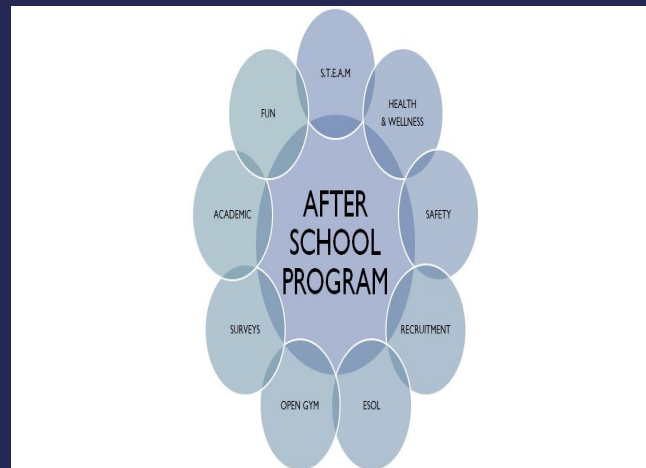 S.T.E.A.M
HEALTH
& WELLNESS
SAFETY
RECRUITMENT
ESOL
OPEN GYM
SURVEYS
ACADEMIC
FUN
AFTER
SCHOOL
PROGRAM